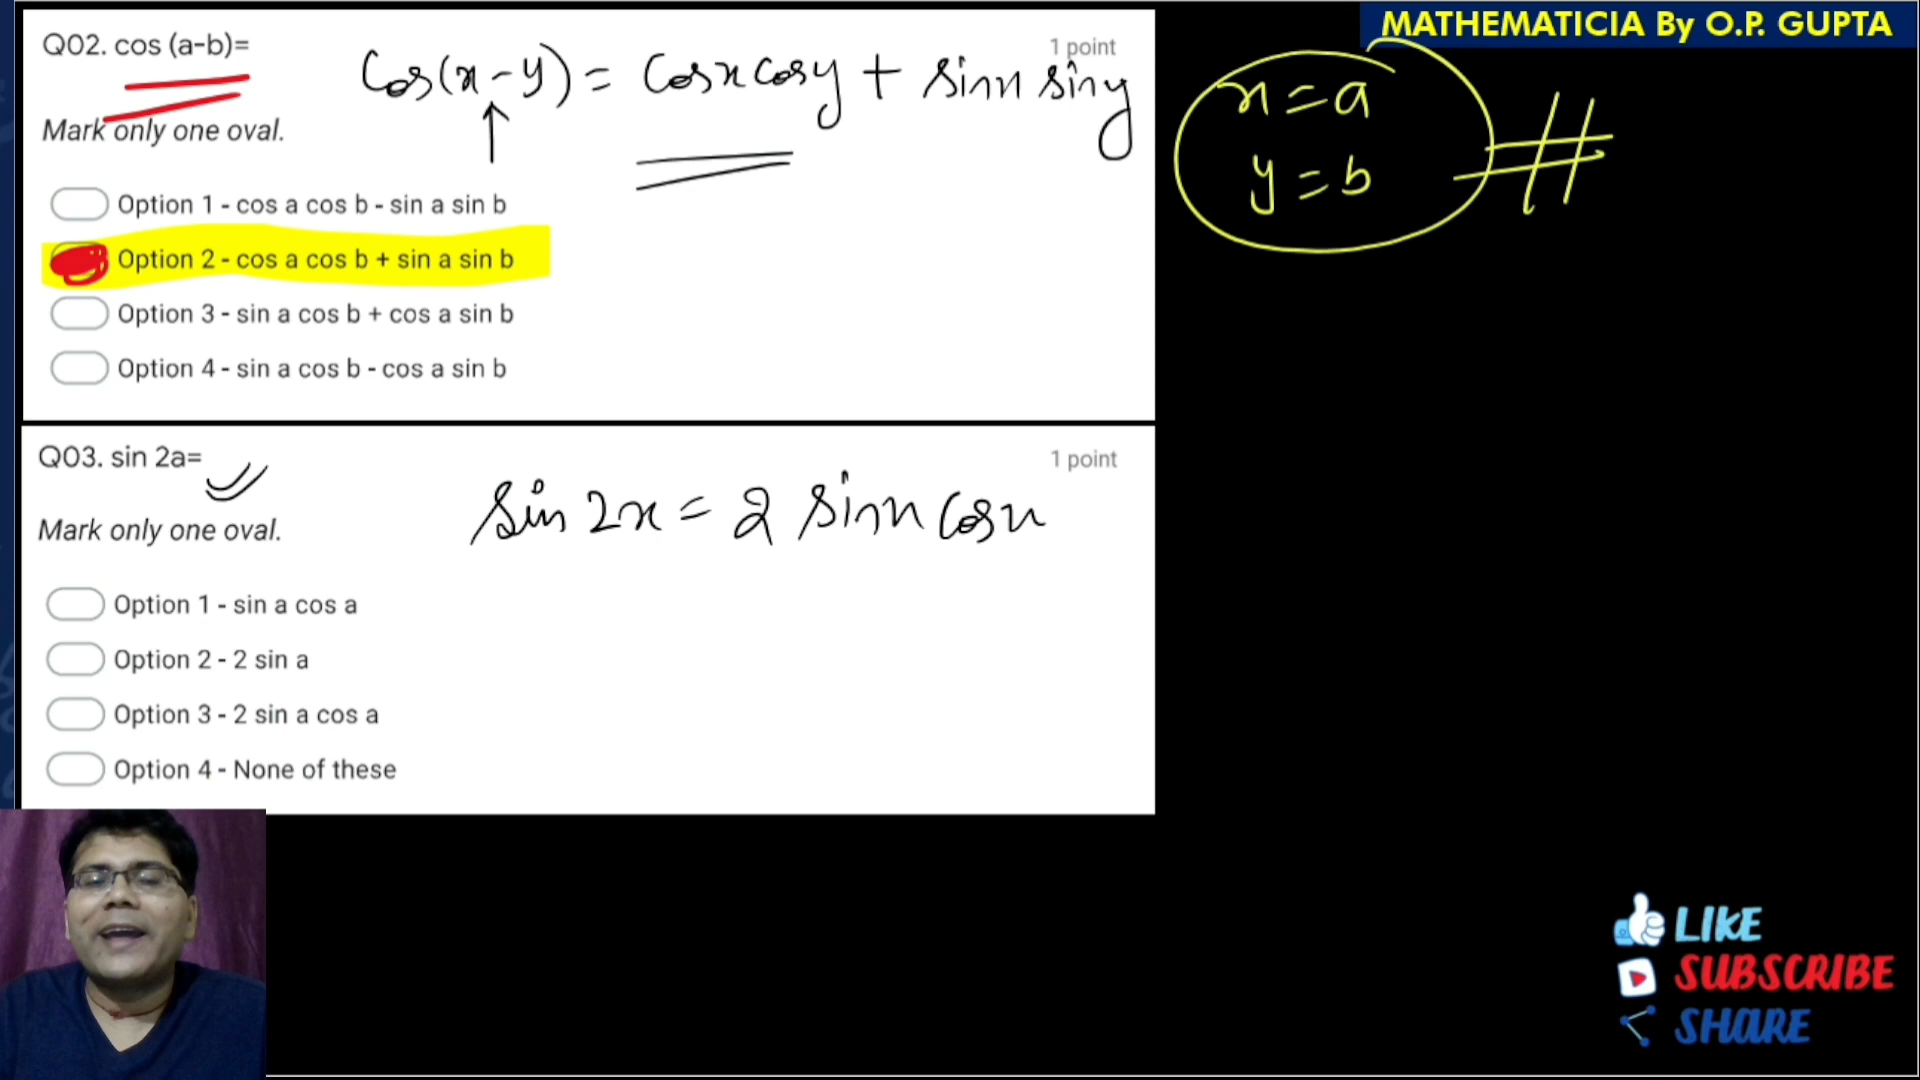 MATHEMATICIA By O.P. GUPTA
Q02. cos (a-b)=
1 point
Cos(x-y) = Cosx Cosy + sinx siny
Mark only one oval.
Option 1 - cos a cos b - sin a sin b
Option 2 - cos a cos b + sin a sin b
Option 3 - sin a cos b + cos a sin b
Option 4 - sin a cos b - cos a sin b
x = a
y = b
Q03. sin 2a=
1 point
Sin 2x = 2 sinx Cosx
Mark only one oval.
Option 1 - sin a cos a
Option 2 - 2 sin a
Option 3 - 2 sin a cos a
Option 4 - None of these
LIKE
SUBSCRIBE
SHARE